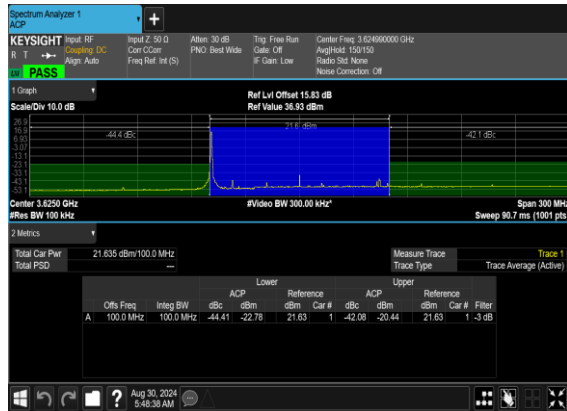 Spectrum Analyzer 1
ACP
+
KEYSIGHT Input: RF Input Z: 50 Ω Atten: 30 dB Trig: Free Run Center Freq: 3.624990000 GHz
R T Coupling: DC Corr CCorr PNO: Best Wide Gate: Off Avg|Hold: 150/150
Align: Auto Freq Ref: Int (S) IF Gain: Low Radio Std: None
LW PASS Noise Correction: Off
1 Graph Ref Lvl Offset 15.83 dB
Scale/Div 10.0 dB Ref Value 36.93 dBm
26.9 21.6 dBm
16.9 -44.4 dBc -42.1 dBc
6.93
-3.07
-13.1
-23.1
-33.1
-43.1
-53.1
Center 3.6250 GHz #Video BW 300.00 kHz* Span 300 MHz
#Res BW 100 kHz Sweep 90.7 ms (1001 pts)
2 Metrics
Total Car Pwr 21.635 dBm/100.0 MHz Measure Trace Trace 1
Total PSD --- Trace Type Trace Average (Active)
Lower Upper
ACP Reference ACP Reference
Offs Freq Integ BW dBc dBm dBm Car # dBc dBm dBm Car # Filter
A 100.0 MHz 100.0 MHz -44.41 -22.78 21.63 1 -42.08 -20.44 21.63 1 -3 dB
? Aug 30, 2024
5:48:38 AM